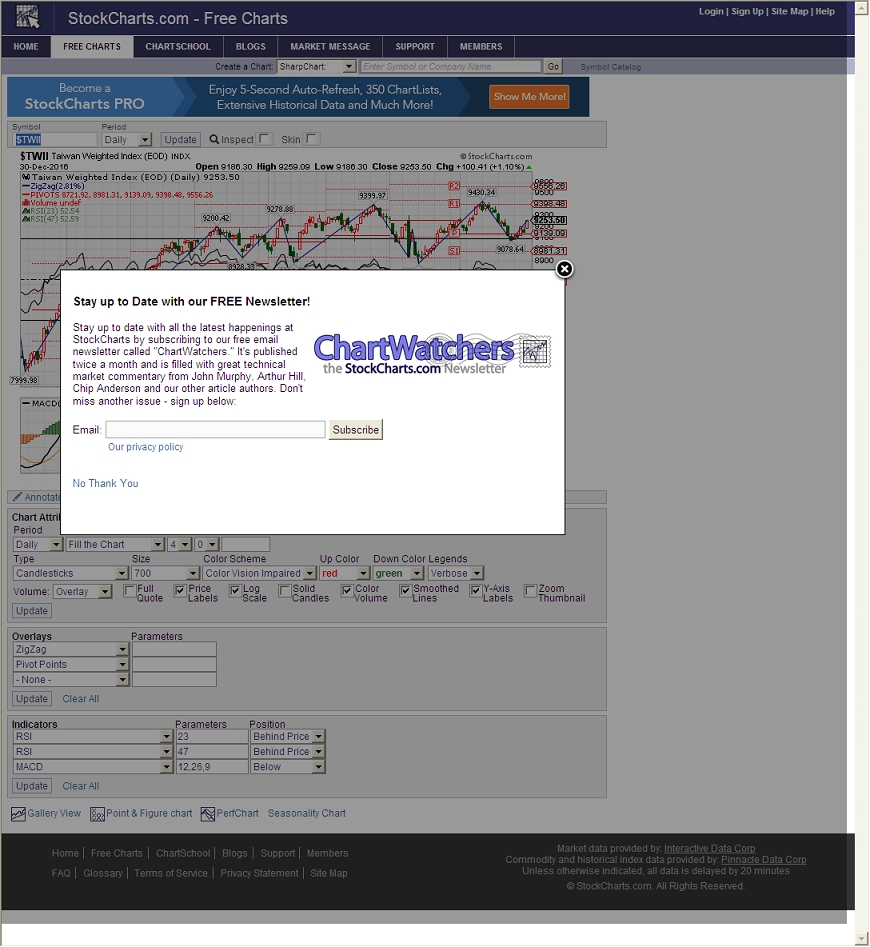 StockCharts.com - Free Charts
Login | Sign Up | Site Map | Help
HOME FREE CHARTS CHARTSCHOOL BLOGS MARKET MESSAGE SUPPORT MEMBERS
Create a Chart: SharpChart: Enter Symbol or Company Name Go Symbol Catalog
Become a
StockCharts PRO
Enjoy 5-Second Auto-Refresh, 350 ChartLists,
Extensive Historical Data and Much More!
Show Me More!
Symbol Period
$TWII Daily Update Inspect Skin
$TWII Taiwan Weighted Index (EOD) INDX © StockCharts.com
30-Dec-2016 Open 9186.30 High 9259.09 Low 9186.30 Close 9253.50 Chg +100.41 (+1.10%)
Taiwan Weighted Index (EOD) (Daily) 9253.50
ZigZag(2.81%)
PIVOTS 8721.92, 8981.31, 9139.09, 9398.48, 9556.26
Volume undef
RSI(23) 52.54
RSI(47) 52.59
9200.42
9278.88
9399.97
9430.34
9078.64
8928.39
7999.98
R2
R1
P
S1
9556.26
9500
9398.48
9300
9253.50
9139.09
8981.31
8900
MACD
Stay up to Date with our FREE Newsletter!
Stay up to date with all the latest happenings at
StockCharts by subscribing to our free email
newsletter called "ChartWatchers." It's published
twice a month and is filled with great technical
market commentary from John Murphy, Arthur Hill,
Chip Anderson and our other article authors. Don't
miss another issue - sign up below:
ChartWatchers
the StockCharts.com Newsletter
Email: Subscribe
Our privacy policy
No Thank You
Annotate
Chart Attri
Period
Daily Fill the Chart 4 0
Type Size Color Scheme Up Color Down Color Legends
Candlesticks 700 Color Vision Impaired red green Verbose
Volume: Overlay Full Quote Price Labels Log Scale Solid Candles Color Volume Smoothed Lines Y-Axis Labels Zoom Thumbnail
Update
Overlays Parameters
ZigZag
Pivot Points
- None -
Update Clear All
Indicators Parameters Position
RSI 23 Behind Price
RSI 47 Behind Price
MACD 12,26,9 Below
Update Clear All
Gallery View Point & Figure chart PerfChart Seasonality Chart
Home | Free Charts | ChartSchool | Blogs | Support | Members
FAQ | Glossary | Terms of Service | Privacy Statement | Site Map
Market data provided by: Interactive Data Corp
Commodity and historical index data provided by: Pinnacle Data Corp
Unless otherwise indicated, all data is delayed by 20 minutes
© StockCharts.com. All Rights Reserved.